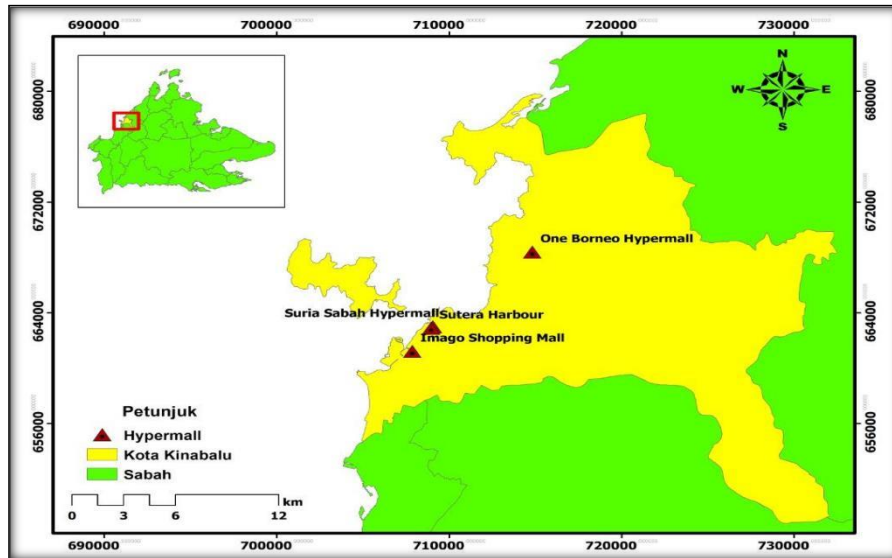 690000 700000 710000 720000 730000
N
W E
S
680000 680000
672000 672000
One Borneo Hypermall
Suria Sabah Hypermall Sutera Harbour
664000 664000
Imago Shopping Mall
Petunjuk
Hypermall
Kota Kinabalu
Sabah
656000 656000
km
0 3 6 12
690000 700000 710000 720000 730000